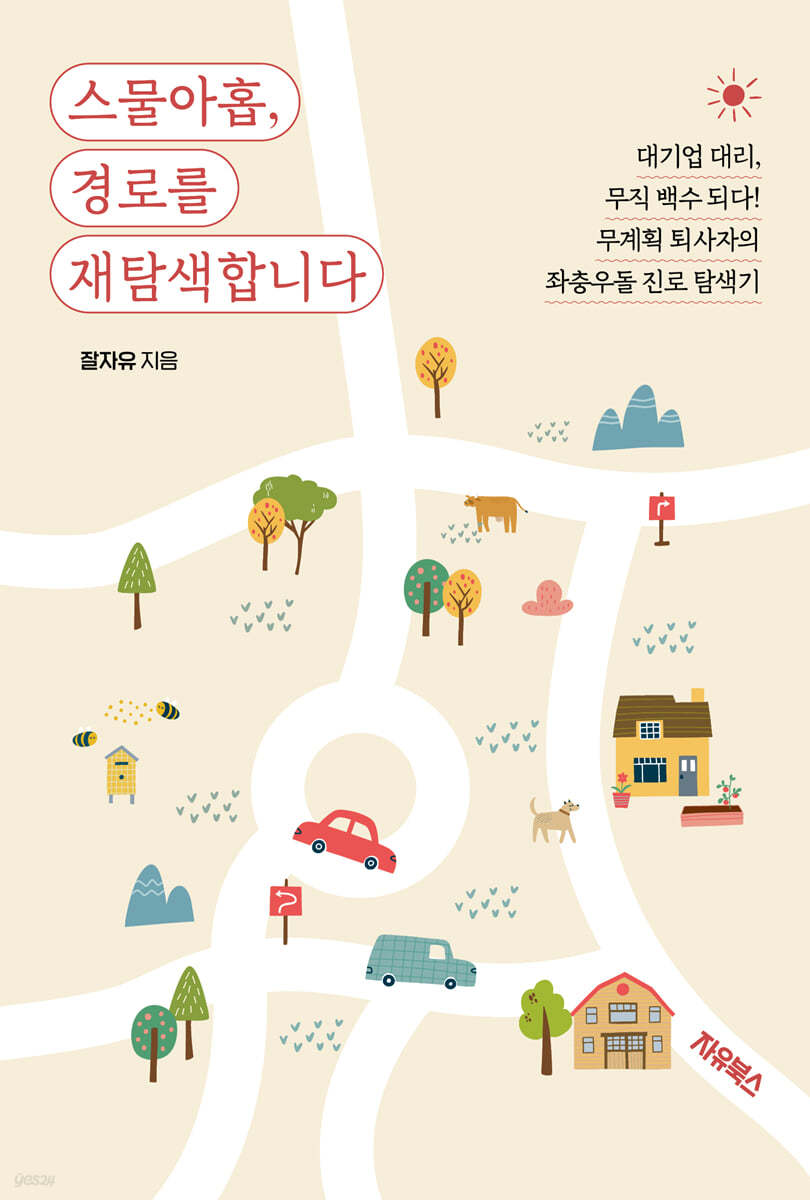 스물아홉,
경로를
재탐색합니다
대기업 대리,
무직 백수 되다!
무계획 퇴사자의
좌충우돌 진로 탐색기
잘자유 지음
자유북스
yes24